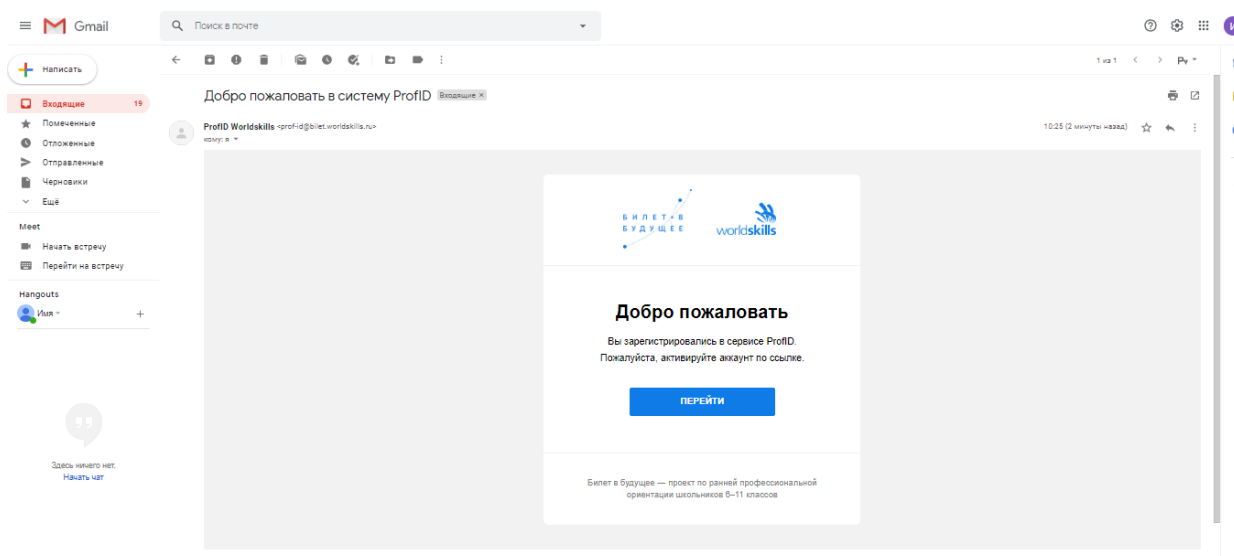 Gmail
Поиск в почте
Написать
1 из 1
Входящие 19
Помеченные
Отложенные
Отправленные
Черновики
Ещё
Meet
Начать встречу
Перейти на встречу
Hangouts
Имя
Здесь ничего нет.
Начать чат
Добро пожаловать в систему ProfID Входящие ×
ProfID Worldskills <prof-id@bilet.worldskills.ru>
10:25 (2 минуты назад)
кому: я
БИЛЕТ В
БУДУЩЕЕ
worldskills
Добро пожаловать
Вы зарегистрировались в сервисе ProfID.
Пожалуйста, активируйте аккаунт по ссылке.
ПЕРЕЙТИ
Билет в будущее — проект по ранней профессиональной
ориентации школьников 6–11 классов